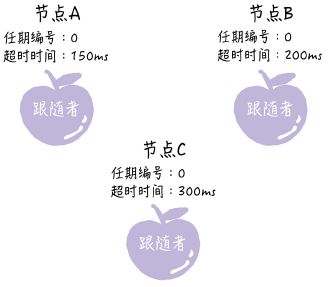 节点A
任期编号：0
超时时间：150ms
跟随者
节点B
任期编号：0
超时时间：200ms
跟随者
节点C
任期编号：0
超时时间：300ms
跟随者